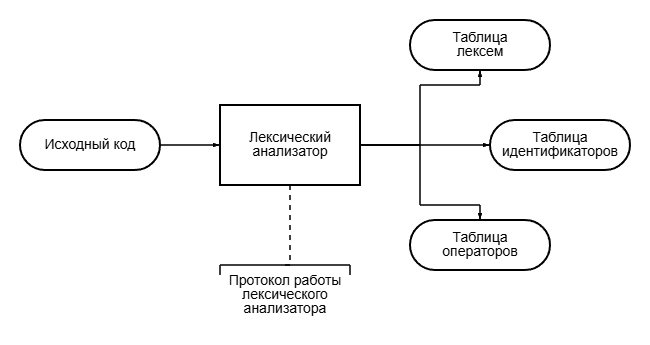 Таблица
лексем
Исходный код
Лексический
анализатор
Таблица
идентификаторов
Таблица
операторов
Протокол работы
лексического
анализатора